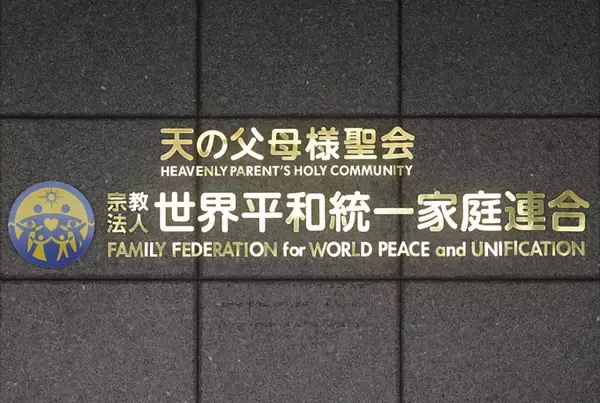 天の父母様聖会
HEAVENLY PARENT'S HOLY COMMUNITY
宗教法人 世界平和統一家庭連合
FAMILY FEDERATION for WORLD PEACE and UNIFICATION